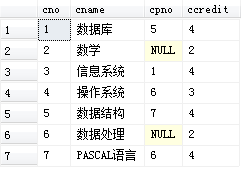 cno cname cpno ccredit
1 1 数据库 5 4
2 2 数学 NULL 2
3 3 信息系统 1 4
4 4 操作系统 6 3
5 5 数据结构 7 4
6 6 数据处理 NULL 2
7 7 PASCAL语言 6 4